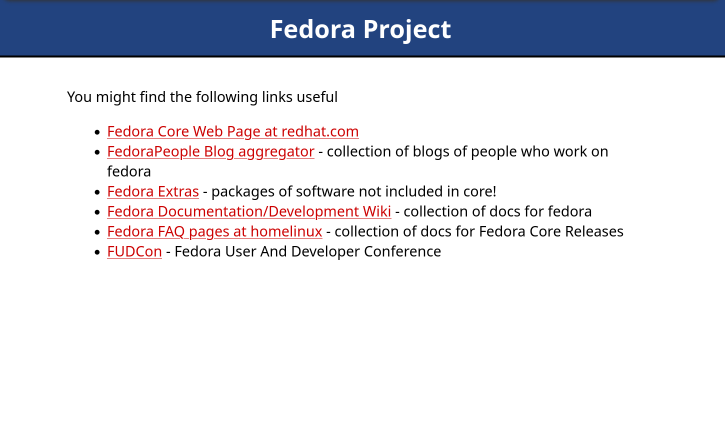 Fedora Project
You might find the following links useful
• Fedora Core Web Page at redhat.com
• FedoraPeople Blog aggregator - collection of blogs of people who work on
fedora
• Fedora Extras - packages of software not included in core!
• Fedora Documentation/Development Wiki - collection of docs for fedora
• Fedora FAQ pages at homelinux - collection of docs for Fedora Core Releases
• FUDCon - Fedora User And Developer Conference